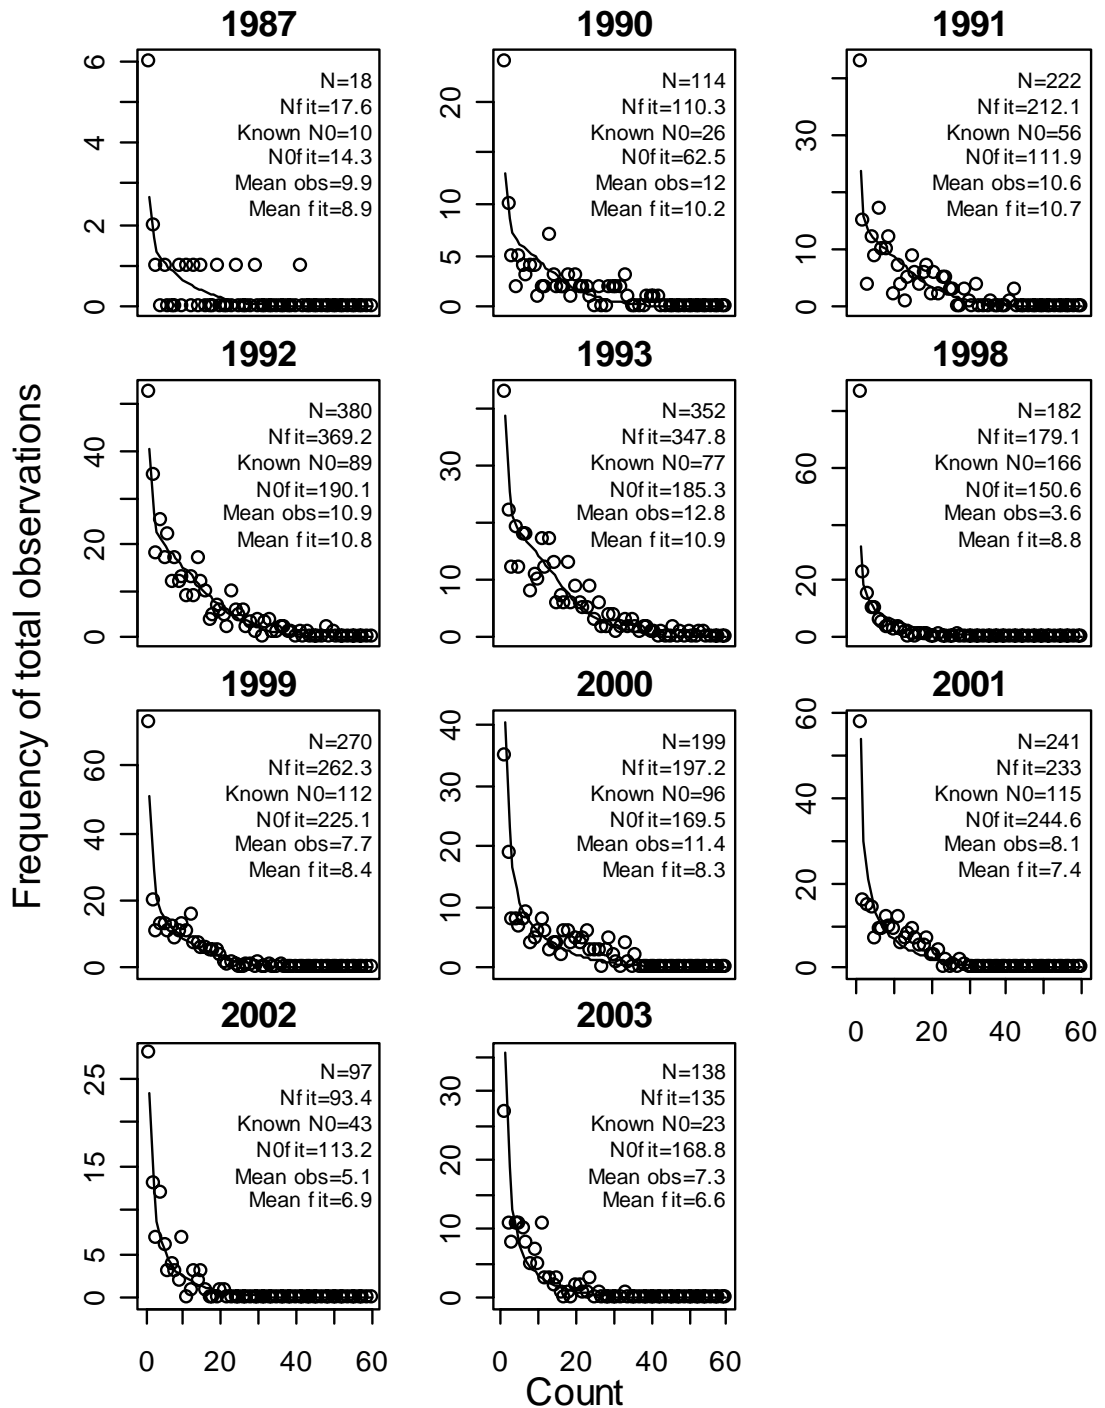 1987
6
4
2
0
N=18
Nfit=17.6
Known N0=10
N0fit=14.3
Mean obs=9.9
Mean fit=8.9
1990
20
10
5
0
N=114
Nfit=110.3
Known N0=26
N0fit=62.5
Mean obs=12
Mean fit=10.2
1991
30
10
0
N=222
Nfit=212.1
Known N0=56
N0fit=111.9
Mean obs=10.6
Mean fit=10.7
Frequency of total observations
1992
40
20
0
N=380
Nfit=369.2
Known N0=89
N0fit=190.1
Mean obs=10.9
Mean fit=10.8
1993
30
10
0
N=352
Nfit=347.8
Known N0=77
N0fit=185.3
Mean obs=12.8
Mean fit=10.9
1998
60
20
0
N=182
Nfit=179.1
Known N0=166
N0fit=150.6
Mean obs=3.6
Mean fit=8.8
1999
60
40
20
0
N=270
Nfit=262.3
Known N0=112
N0fit=225.1
Mean obs=7.7
Mean fit=8.4
2000
40
30
20
10
0
N=199
Nfit=197.2
Known N0=96
N0fit=169.5
Mean obs=11.4
Mean fit=8.3
2001
60
40
20
0
N=241
Nfit=233
Known N0=115
N0fit=244.6
Mean obs=8.1
Mean fit=7.4
0 20 40 60
2002
25
15
5
0
N=97
Nfit=93.4
Known N0=43
N0fit=113.2
Mean obs=5.1
Mean fit=6.9
0 20 40 60
2003
30
20
10
0
N=138
Nfit=135
Known N0=23
N0fit=168.8
Mean obs=7.3
Mean fit=6.6
0 20 40 60
Count